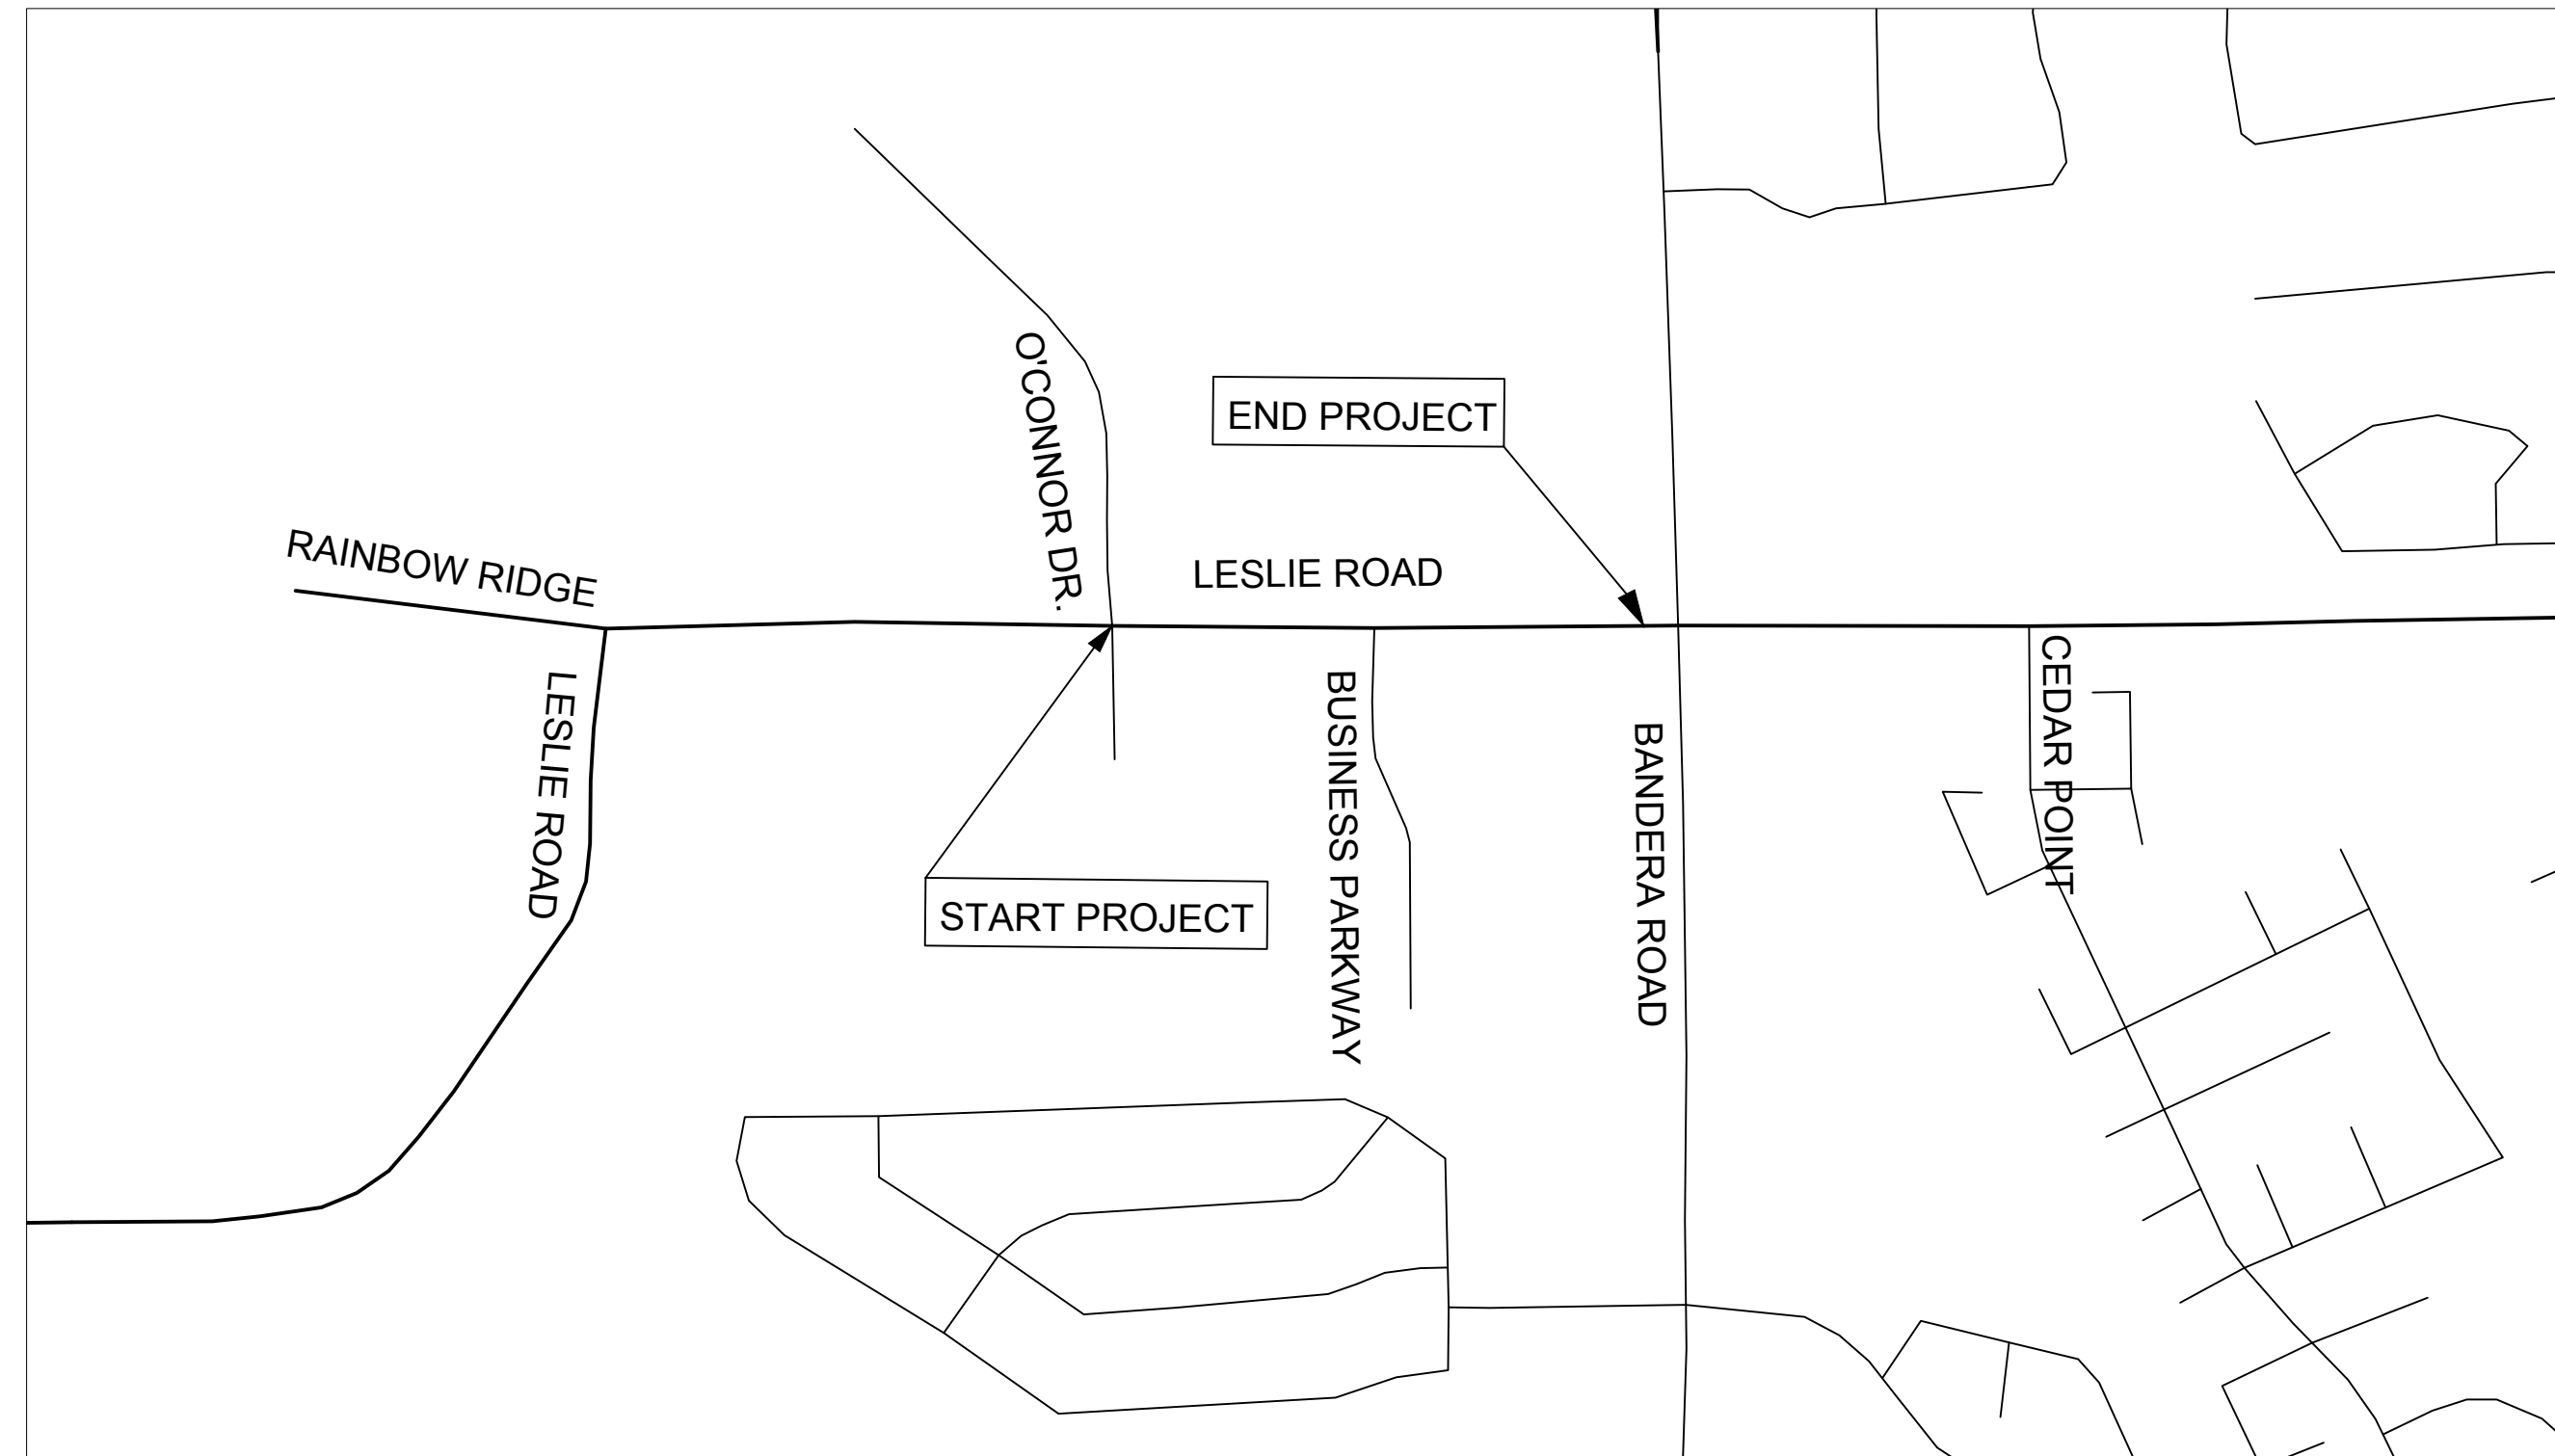 O'CONNOR DR.
END PROJECT
RAINBOW RIDGE
LESLIE ROAD
LESLIE ROAD
START PROJECT
BUSINESS PARKWAY
BANDERA ROAD
CEDAR POINT